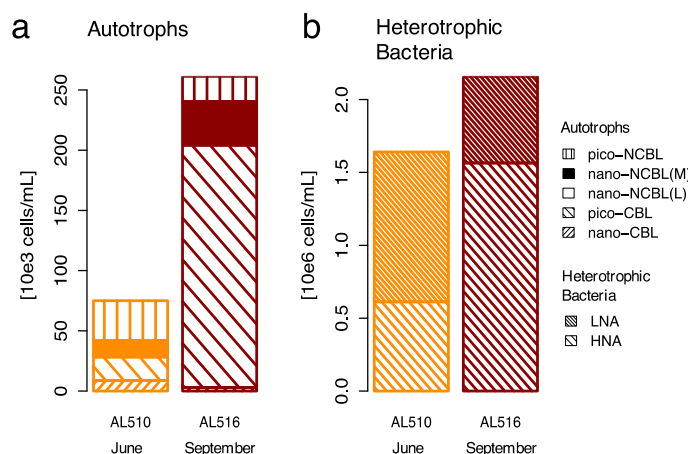 a
Autotrophs
[10e3 cells/mL]
0
50
100
150
200
250
AL510
AL516
June
September
b
Heterotrophic
Bacteria
[10e6 cells/mL]
0.0
0.5
1.0
1.5
2.0
AL510
AL516
June
September
Autotrophs
pico−NCBL
nano−NCBL(M)
nano−NCBL(L)
pico−CBL
nano−CBL
Heterotrophic
Bacteria
LNA
HNA